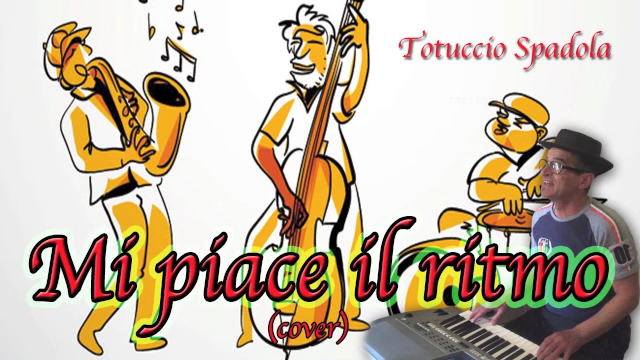 Totuccio Spadola
Mi piace il ritmo
(cover)